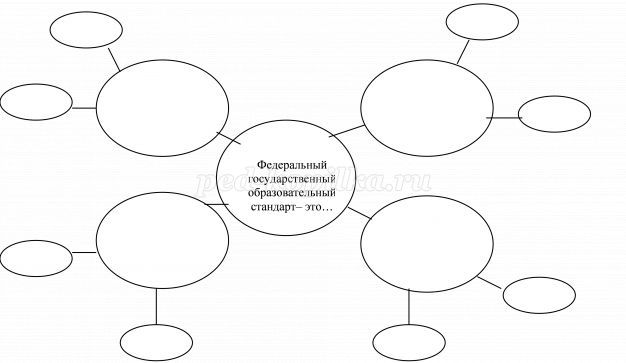 Федеральный
государственный
образовательный
стандарт– это…